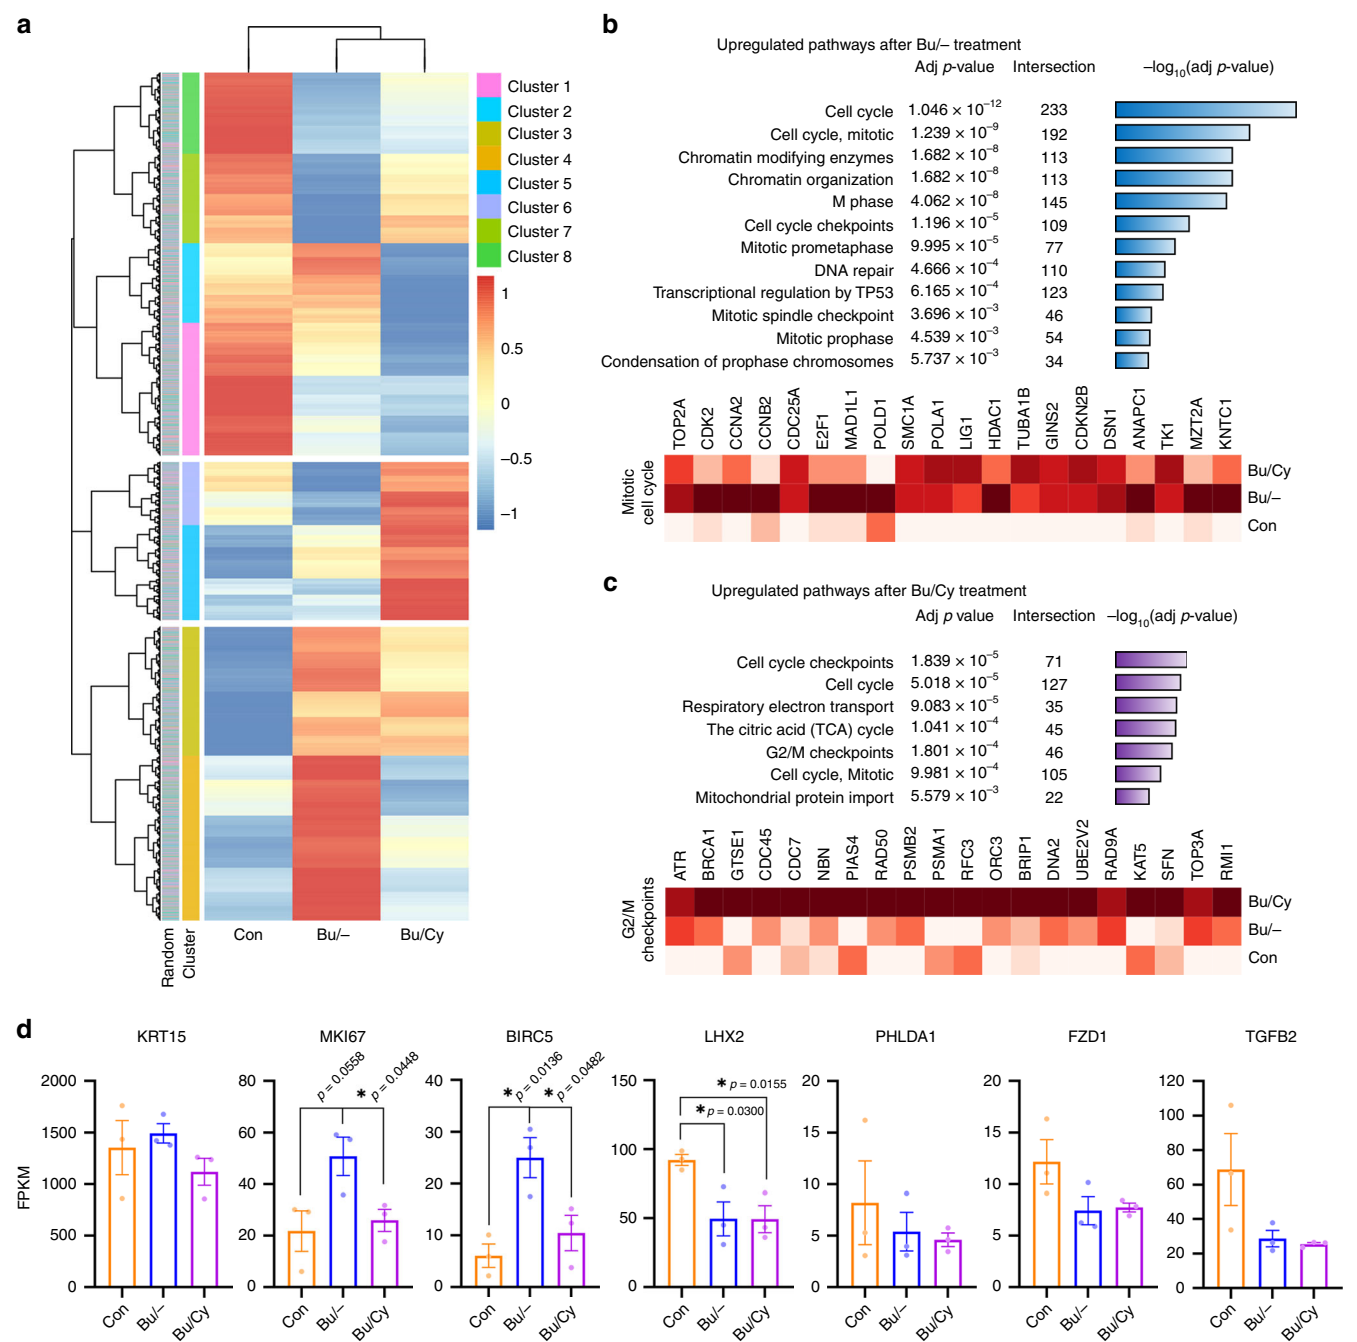 a
Cluster 1
Cluster 2
Cluster 3
Cluster 4
Cluster 5
Cluster 6
Cluster 7
Cluster 8
1
0.5
0
–0.5
–1
Random
Cluster
Con Bu/– Bu/Cy
b
Upregulated pathways after Bu/– treatment
Adj p-value Intersection –log10(adj p-value)
Cell cycle 1.046 × 10–12 233
Cell cycle, mitotic 1.239 × 10–9 192
Chromatin modifying enzymes 1.682 × 10–8 113
Chromatin organization 1.682 × 10–8 113
M phase 4.062 × 10–8 145
Cell cycle chekpoints 1.196 × 10–5 109
Mitotic prometaphase 9.995 × 10–5 77
DNA repair 4.666 × 10–4 110
Transcriptional regulation by TP53 6.165 × 10–4 123
Mitotic spindle checkpoint 3.696 × 10–3 46
Mitotic prophase 4.539 × 10–3 54
Condensation of prophase chromosomes 5.737 × 10–3 34
TOP2A CDK2 CCNA2 CCNB2 CDC25A E2F1 MAD1L1 POLD1 SMC1A POLA1 LIG1 HDAC1 TUBA1B GINS2 CDKN2B DSN1 ANAPC1 TK1 MZT2A KNTC1
Mitotic
cell cycle
Bu/Cy
Bu/–
Con
c
Upregulated pathways after Bu/Cy treatment
Adj p value Intersection –log10(adj p-value)
Cell cycle checkpoints 1.839 × 10–5 71
Cell cycle 5.018 × 10–5 127
Respiratory electron transport 9.083 × 10–5 35
The citric acid (TCA) cycle 1.041 × 10–4 45
G2/M checkpoints 1.801 × 10–4 46
Cell cycle, Mitotic 9.981 × 10–4 105
Mitochondrial protein import 5.579 × 10–3 22
ATR BRCA1 GTSE1 CDC45 CDC7 NBN PIAS4 RAD50 PSMB2 PSMA1 RFC3 ORC3 BRIP1 DNA2 UBE2V2 RAD9A KAT5 SFN TOP3A RMI1
G2/M
checkpoints
Bu/Cy
Bu/–
Con
d
KRT15
FPKM
2000
1500
1000
500
0
Con Bu/– Bu/Cy
MKI67
p = 0.0558
* p = 0.0448
80
60
40
20
0
Con Bu/– Bu/Cy
BIRC5
* p = 0.0136
* p = 0.0482
40
30
20
10
0
Con Bu/– Bu/Cy
LHX2
* p = 0.0155
* p = 0.0300
150
100
50
0
Con Bu/– Bu/Cy
PHLDA1
20
15
10
5
0
Con Bu/– Bu/Cy
FZD1
20
15
10
5
0
Con Bu/– Bu/Cy
TGFB2
120
100
80
60
40
20
0
Con Bu/– Bu/Cy